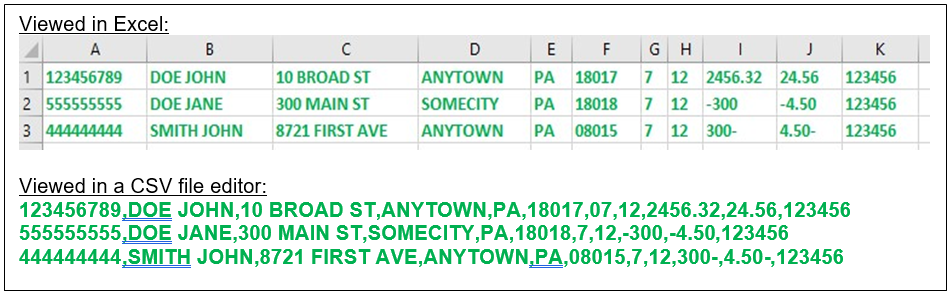 Viewed in Excel:
A B C D E F G H I J K
1 123456789 DOE JOHN 10 BROAD ST ANYTOWN PA 18017 7 12 2456.32 24.56 123456
2 555555555 DOE JANE 300 MAIN ST SOMECITY PA 18018 7 12 -300 -4.50 123456
3 444444444 SMITH JOHN 8721 FIRST AVE ANYTOWN PA 08015 7 12 300- 4.50- 123456
Viewed in a CSV file editor:
123456789,DOE JOHN,10 BROAD ST,ANYTOWN,PA,18017,07,12,2456.32,24.56,123456
555555555,DOE JANE,300 MAIN ST,SOMECITY,PA,18018,7,12,-300,-4.50,123456
444444444,SMITH JOHN,8721 FIRST AVE,ANYTOWN,PA,08015,7,12,300-,4.50-,123456